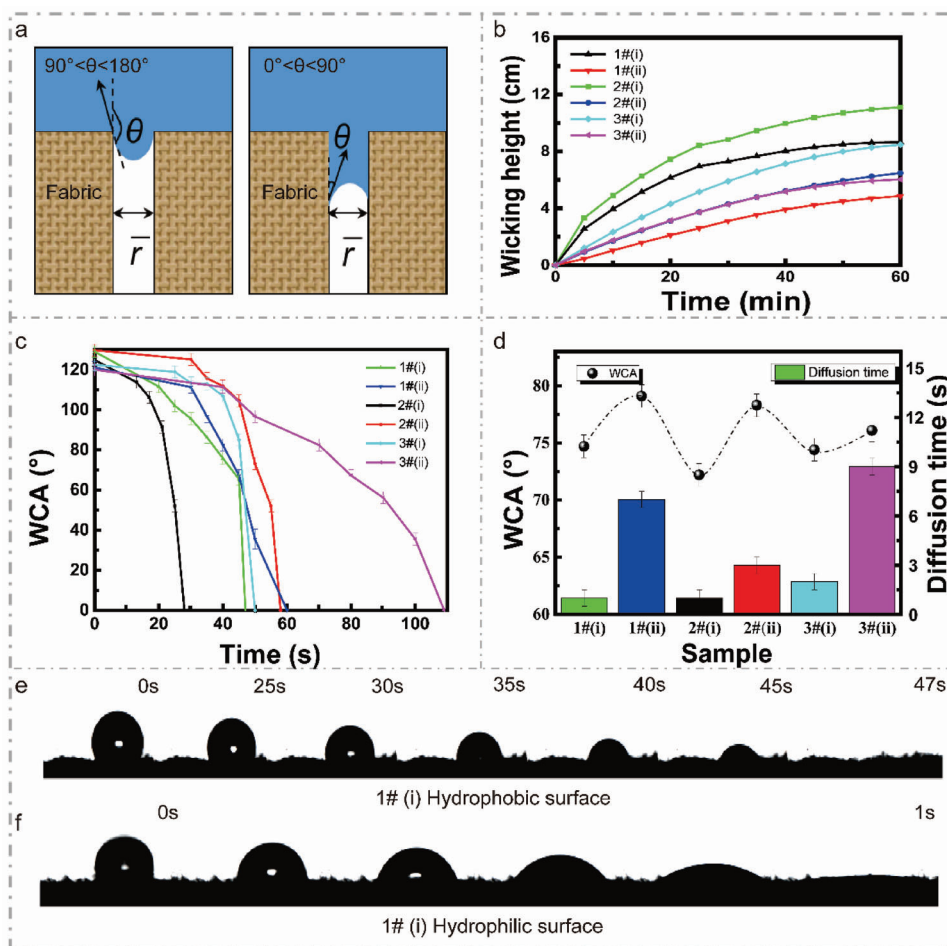 a
90°<θ<180°
θ
Fabric
r̅
0°<θ<90°
θ
Fabric
r̅
b
Wicking height (cm)
16
12
8
4
0
1#(i)
1#(ii)
2#(i)
2#(ii)
3#(i)
3#(ii)
0 20 40 60
Time (min)
c
WCA (°)
120
100
80
60
40
20
0
1#(i)
1#(ii)
2#(i)
2#(ii)
3#(i)
3#(ii)
0 20 40 60 80 100
Time (s)
d
WCA (°)
80
75
70
65
60
WCA
Diffusion time
15
12
9
6
3
0
Diffusion time (s)
1#(i) 1#(ii) 2#(i) 2#(ii) 3#(i) 3#(ii)
Sample
e
0s 25s 30s 35s 40s 45s 47s
1# (i) Hydrophobic surface
f
0s 1s
1# (i) Hydrophilic surface